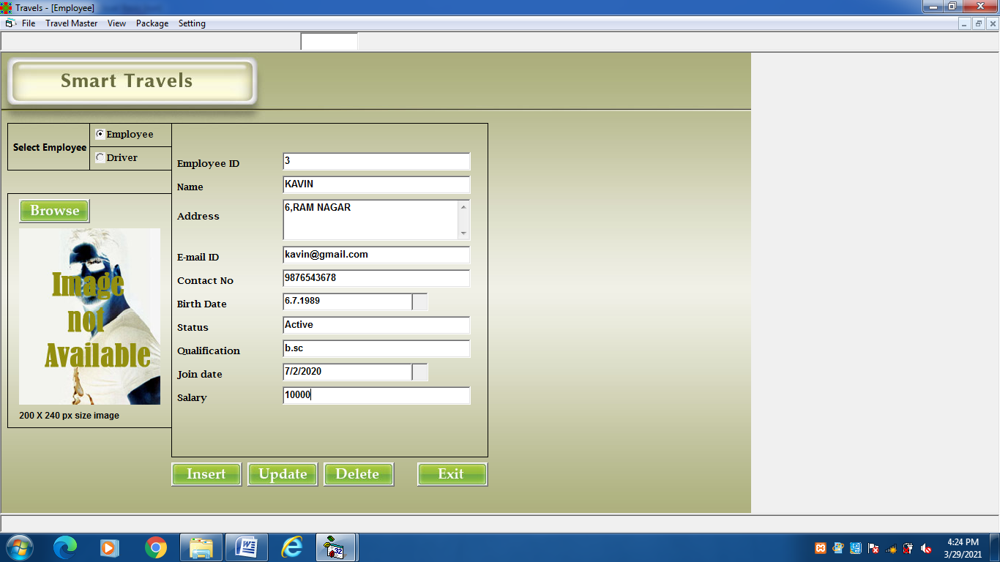 Travels - [Employee]
File Travel Master View Package Setting
Smart Travels
Select Employee
Employee
Driver
Browse
Image
not
Available
200 X 240 px size image
Employee ID 3
Name KAVIN
Address 6,RAM NAGAR
E-mail ID kavin@gmail.com
Contact No 9876543678
Birth Date 6.7.1989
Status Active
Qualification b.sc
Join date 7/2/2020
Salary 10000
Insert Update Delete Exit
32
4:24 PM
3/29/2021